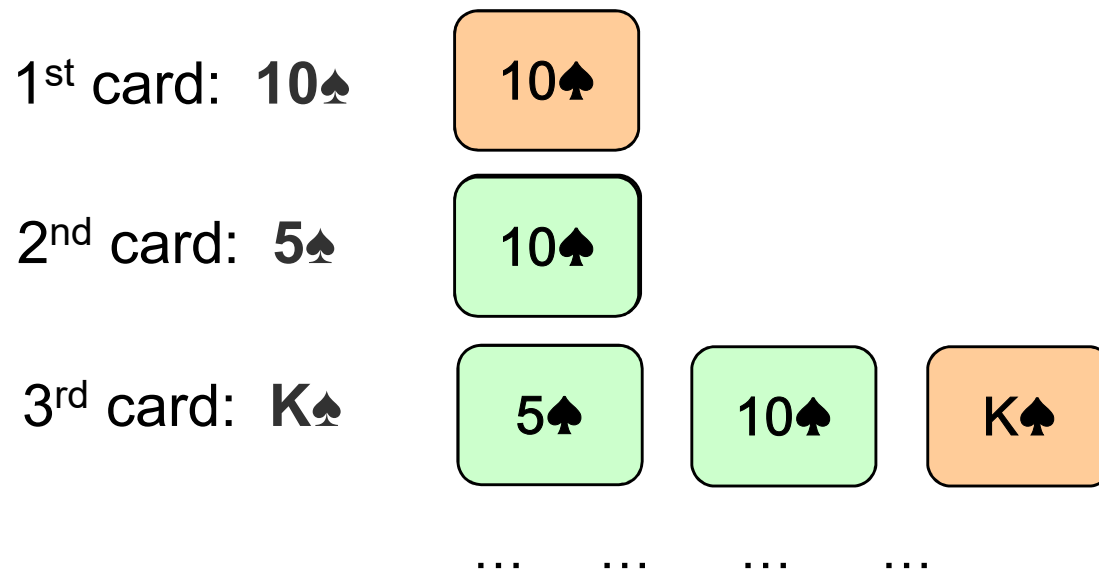 1st card: 10♠ 10♠
2nd card: 5♠ 10♠
3rd card: K♠ 5♠ 10♠ K♠
... ... ... ...